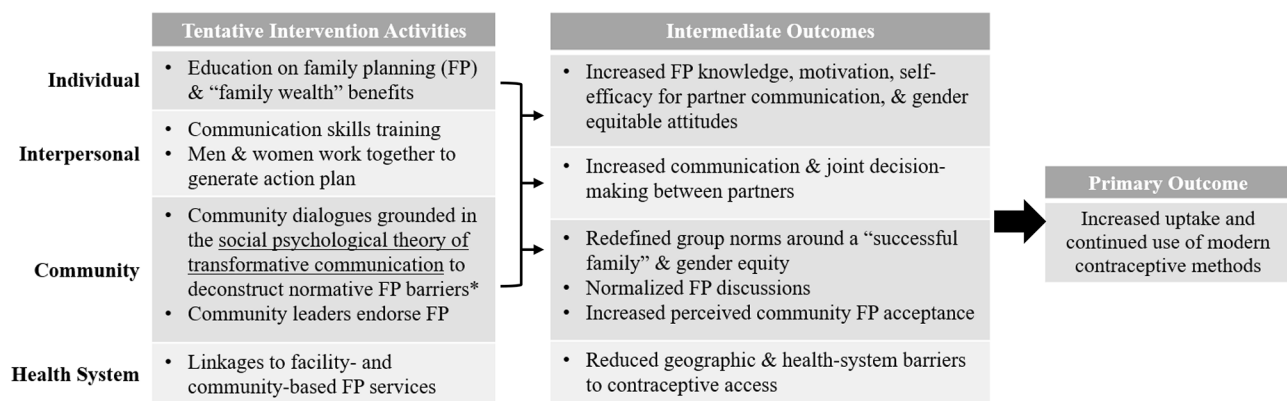 Tentative Intervention Activities
Intermediate Outcomes
Individual
• Education on family planning (FP)
& “family wealth” benefits
• Increased FP knowledge, motivation, self-
efficacy for partner communication, & gender
equitable attitudes
Interpersonal
• Communication skills training
• Men & women work together to
generate action plan
• Increased communication & joint decision-
making between partners
Community
• Community dialogues grounded in
the social psychological theory of
transformative communication to
deconstruct normative FP barriers*
• Community leaders endorse FP
• Redefined group norms around a “successful
family” & gender equity
• Normalized FP discussions
• Increased perceived community FP acceptance
Health System
• Linkages to facility- and
community-based FP services
• Reduced geographic & health-system barriers
to contraceptive access
Primary Outcome
Increased uptake and
continued use of modern
contraceptive methods